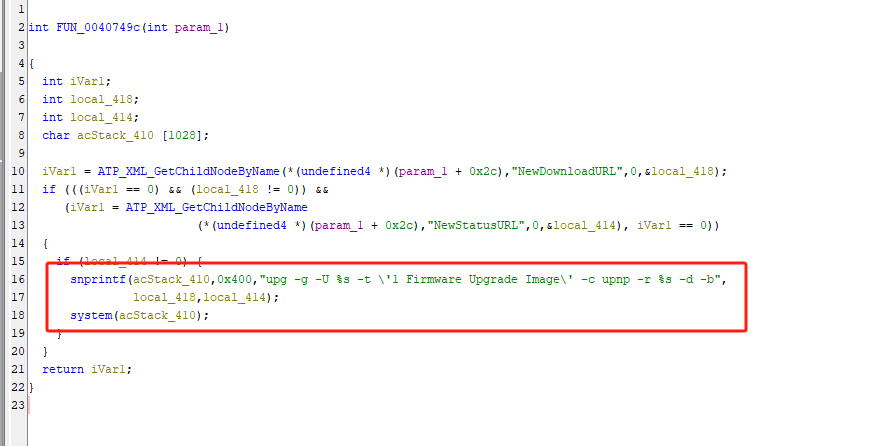 1
2 int FUN_0040749c(int param_1)
3
4 {
5 int iVar1;
6 int local_418;
7 int local_414;
8 char acStack_410 [1028];
9
10 iVar1 = ATP_XML_GetChildNodeByName(*(undefined4 *)(param_1 + 0x2c),"NewDownloadURL",0,&local_418);
11 if (((iVar1 == 0) && (local_418 != 0)) &&
12 (iVar1 = ATP_XML_GetChildNodeByName
13 (*(undefined4 *)(param_1 + 0x2c),"NewStatusURL",0,&local_414), iVar1 == 0))
14 {
15 if (local_414 != 0) {
16 snprintf(acStack_410,0x400,"upg -g -U %s -t \'1 Firmware Upgrade Image\' -c upnp -r %s -d -b",
17 local_418,local_414);
18 system(acStack_410);
19 }
20 }
21 return iVar1;
22 }
23